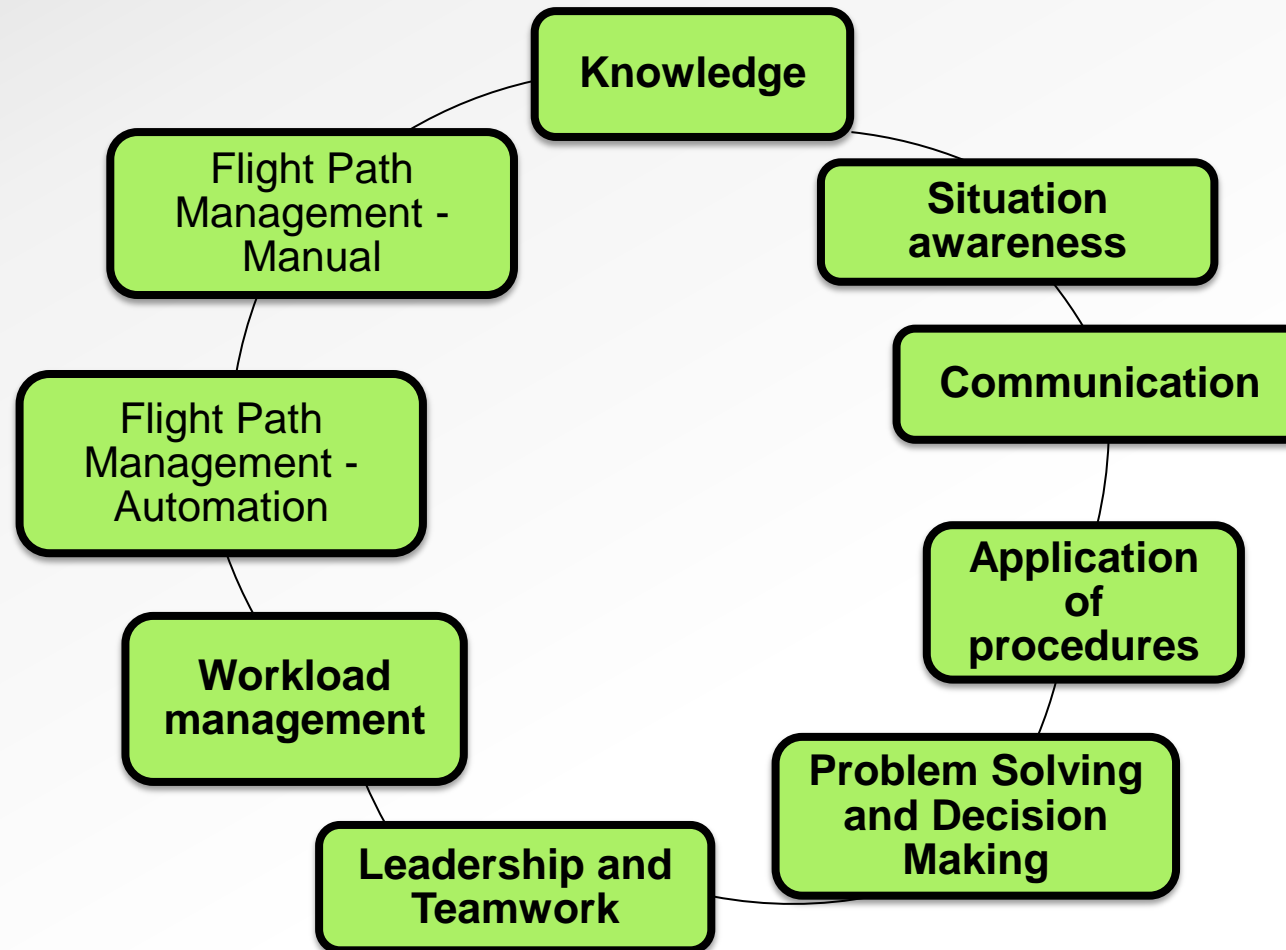 Knowledge
Situation
awareness
Communication
Application
of
procedures
Problem Solving
and Decision
Making
Leadership and
Teamwork
Workload
management
Flight Path
Management -
Automation
Flight Path
Management -
Manual